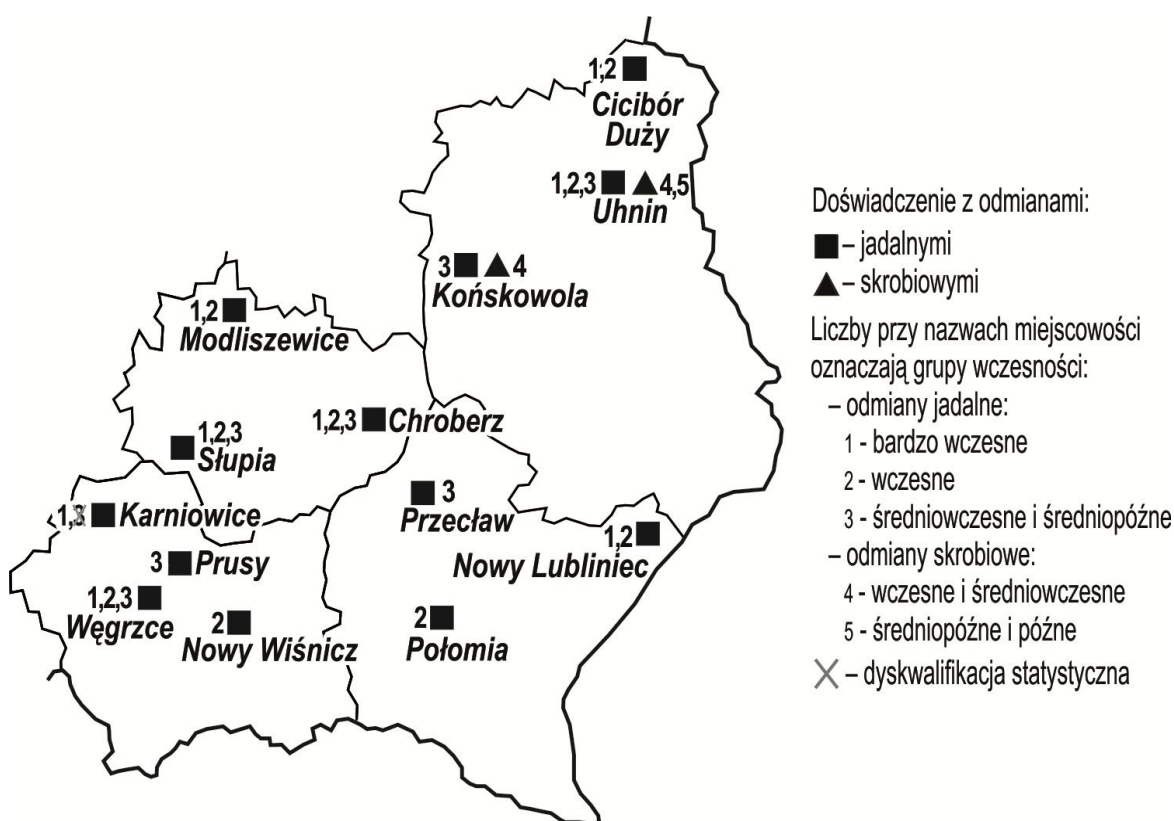 1,2
Cicibór
Duży
1,2,3
4,5
Uhnin
3
4
Końskowola
1,2
Modliszewice
1,2,3 Chroberz
1,2,3
Słupia
1,3 Karniowice
3
Przecław
1,2
Nowy Lubliniec
3 Prusy
1,2,3
Węgrzce
2
Nowy Wiśnicz
2
Połomia
Doświadczenie z odmianami:
– jadalnymi
– skrobiowymi
Liczby przy nazwach miejscowości
oznaczają grupy wczesności:
– odmiany jadalne:
1 - bardzo wczesne
2 - wczesne
3 - średniowczesne i średniopóźne
– odmiany skrobiowe:
4 - wczesne i średniowczesne
5 - średniopóźne i późne
– dyskwalifikacja statystyczna